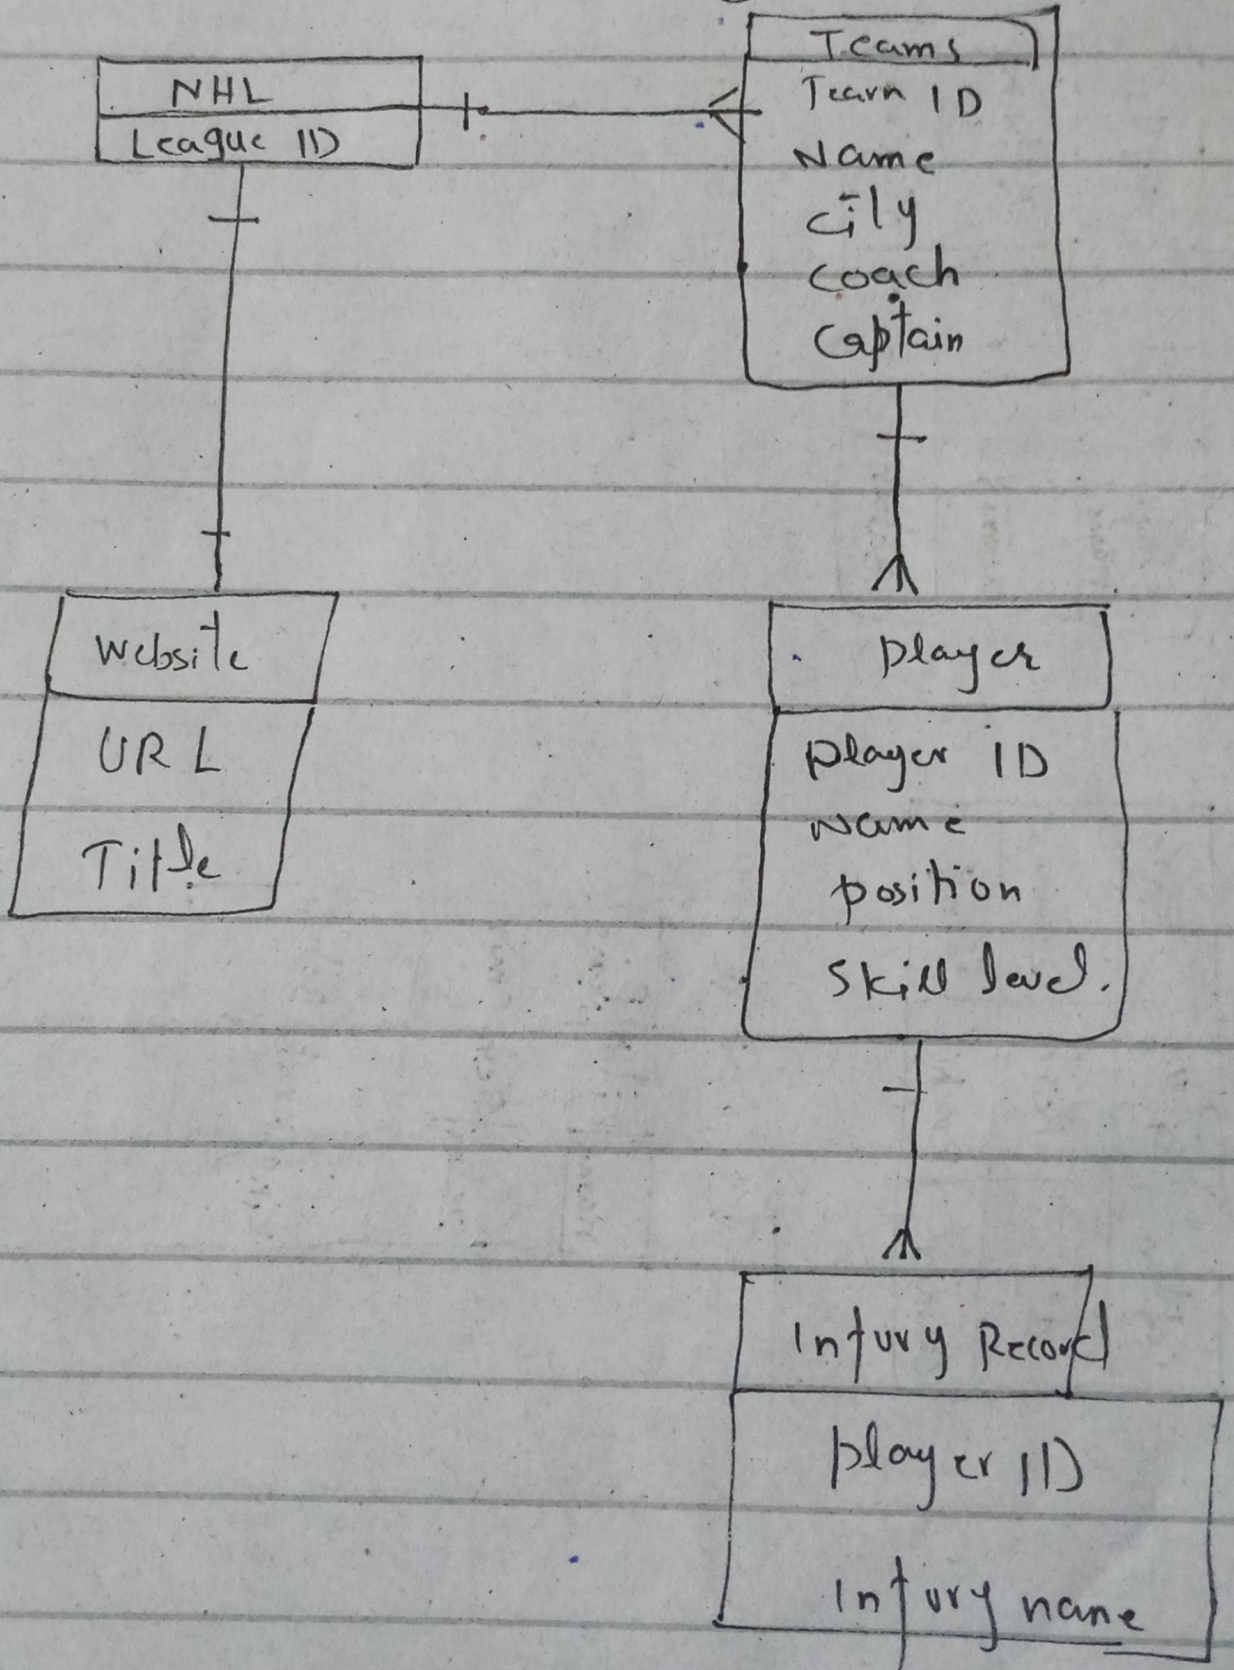 NHL
League ID
Teams
Team ID
Name
City
Coach
Captain
Website
URL
Title
player
player ID
Name
position
Skill level.
Injury Record
player ID
Injury name